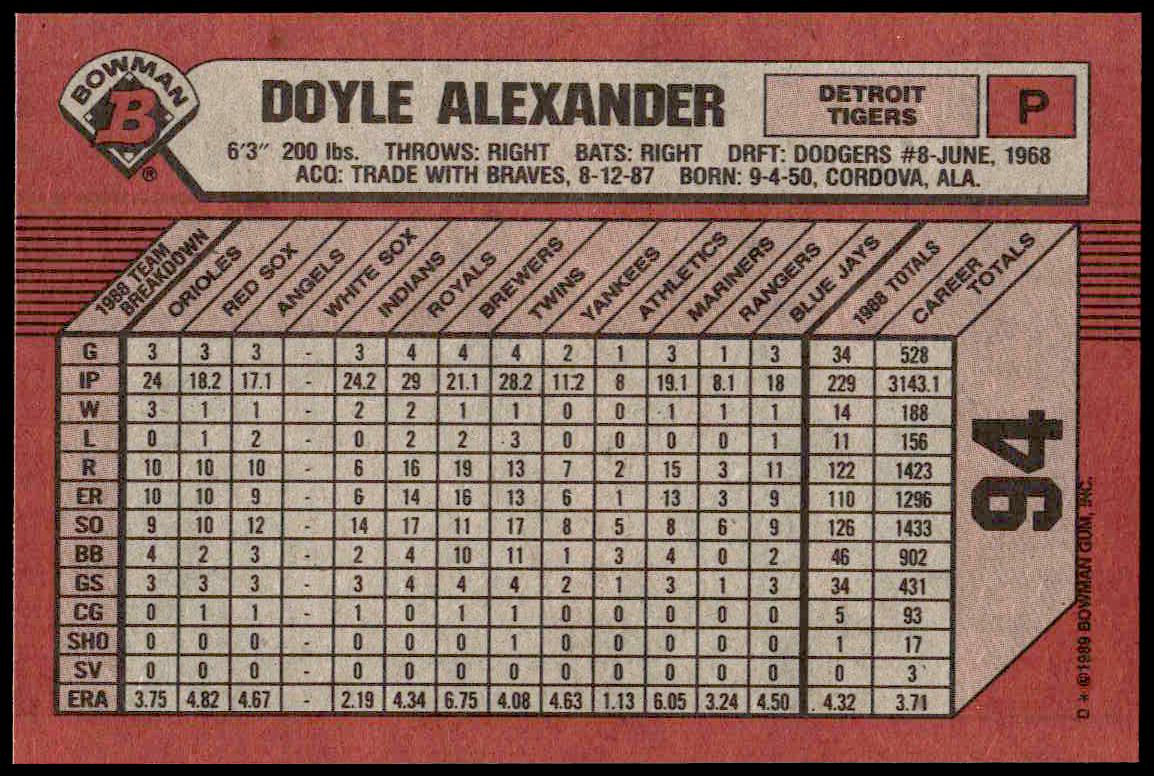 BOWMAN
B
®
DOYLE ALEXANDER
DETROIT
TIGERS
P
6'3" 200 lbs. THROWS: RIGHT BATS: RIGHT DRFT: DODGERS #8-JUNE, 1968
ACQ: TRADE WITH BRAVES, 8-12-87 BORN: 9-4-50, CORDOVA, ALA.
1988 TEAM BREAKDOWN ORIOLES RED SOX ANGELS WHITE SOX INDIANS ROYALS BREWERS TWINS YANKEES ATHLETICS MARINERS RANGERS BLUE JAYS 1988 TOTALS CAREER TOTALS
G 3 3 3 - 3 4 4 4 2 1 3 1 3 34 528
IP 24 18.2 17.1 - 24.2 29 21.1 28.2 11.2 8 19.1 8.1 18 229 3143.1
W 3 1 1 - 2 2 1 1 0 0 1 1 1 14 188
L 0 1 2 - 0 2 2 3 0 0 0 0 1 11 156
R 10 10 10 - 6 16 19 13 7 2 15 3 11 122 1423
ER 10 10 9 - 6 14 16 13 6 1 13 3 9 110 1296
SO 9 10 12 - 14 17 11 17 8 5 8 6 9 126 1433
BB 4 2 3 - 2 4 10 11 1 3 4 0 2 46 902
GS 3 3 3 - 3 4 4 4 2 1 3 1 3 34 431
CG 0 1 1 - 1 0 1 1 0 0 0 0 0 5 93
SHO 0 0 0 - 0 0 0 1 0 0 0 0 0 1 17
SV 0 0 0 - 0 0 0 0 0 0 0 0 0 0 3
ERA 3.75 4.82 4.67 - 2.19 4.34 6.75 4.08 4.63 1.13 6.05 3.24 4.50 4.32 3.71
94
D * ©1989 BOWMAN GUM, INC.